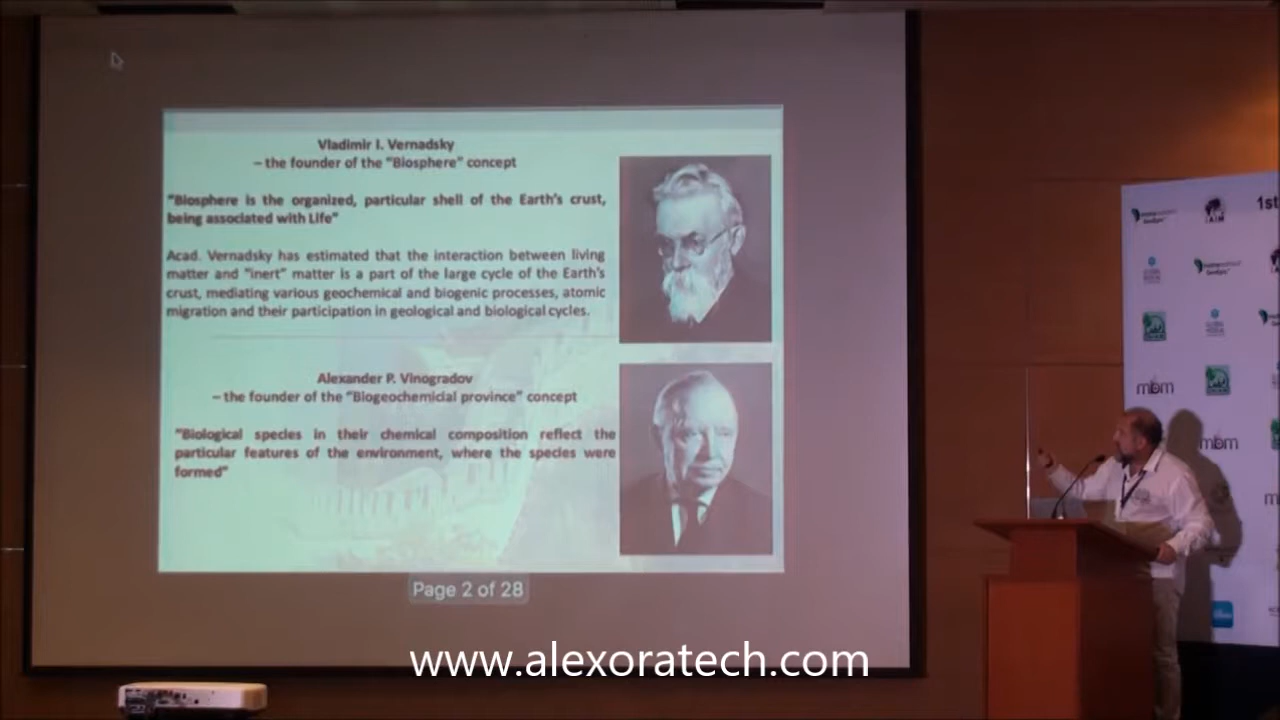 Vladimir I. Vernadsky
– the founder of the "Biosphere" concept
"Biosphere is the organized, particular shell of the Earth's crust,
being associated with Life"
Acad. Vernadsky has estimated that the interaction between living
matter and "inert" matter is a part of the large cycle of the Earth's
crust, mediating various geochemical and biogenic processes, atomic
migration and their participation in geological and biological cycles.
Alexander P. Vinogradov
– the founder of the "Biogeochemicial province" concept
"Biological species in their chemical composition reflect the
particular features of the environment, where the species were
formed"
Page 2 of 28
1st
mbm
mbm
www.alexoratech.com